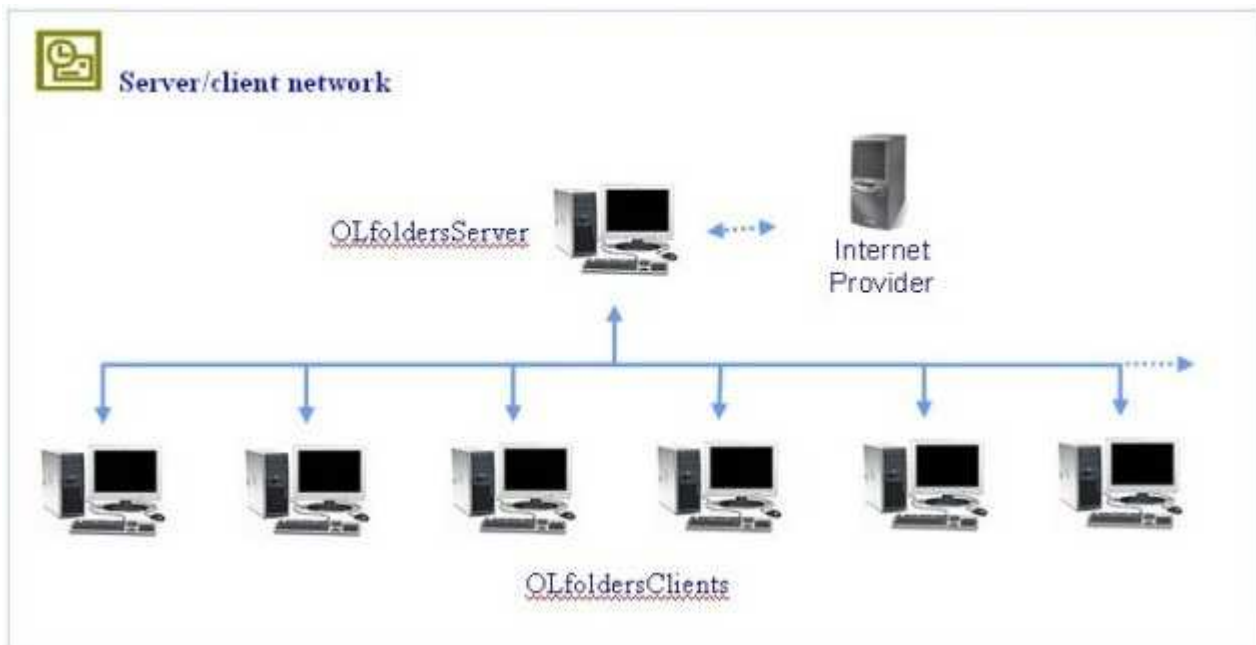 Server/client network
OLfoldersServer
Internet
Provider
OLfoldersClients